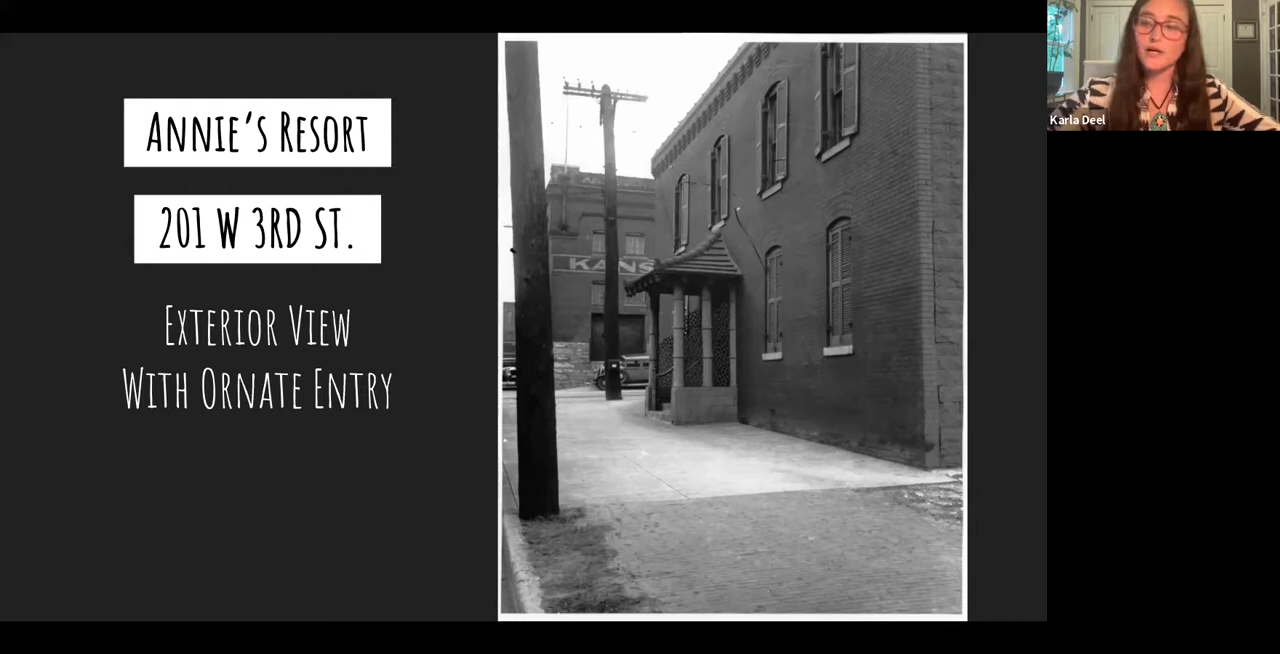 Annie's Resort
201 W 3rd St.
Exterior View
With Ornate Entry
KANS
Karla Deel